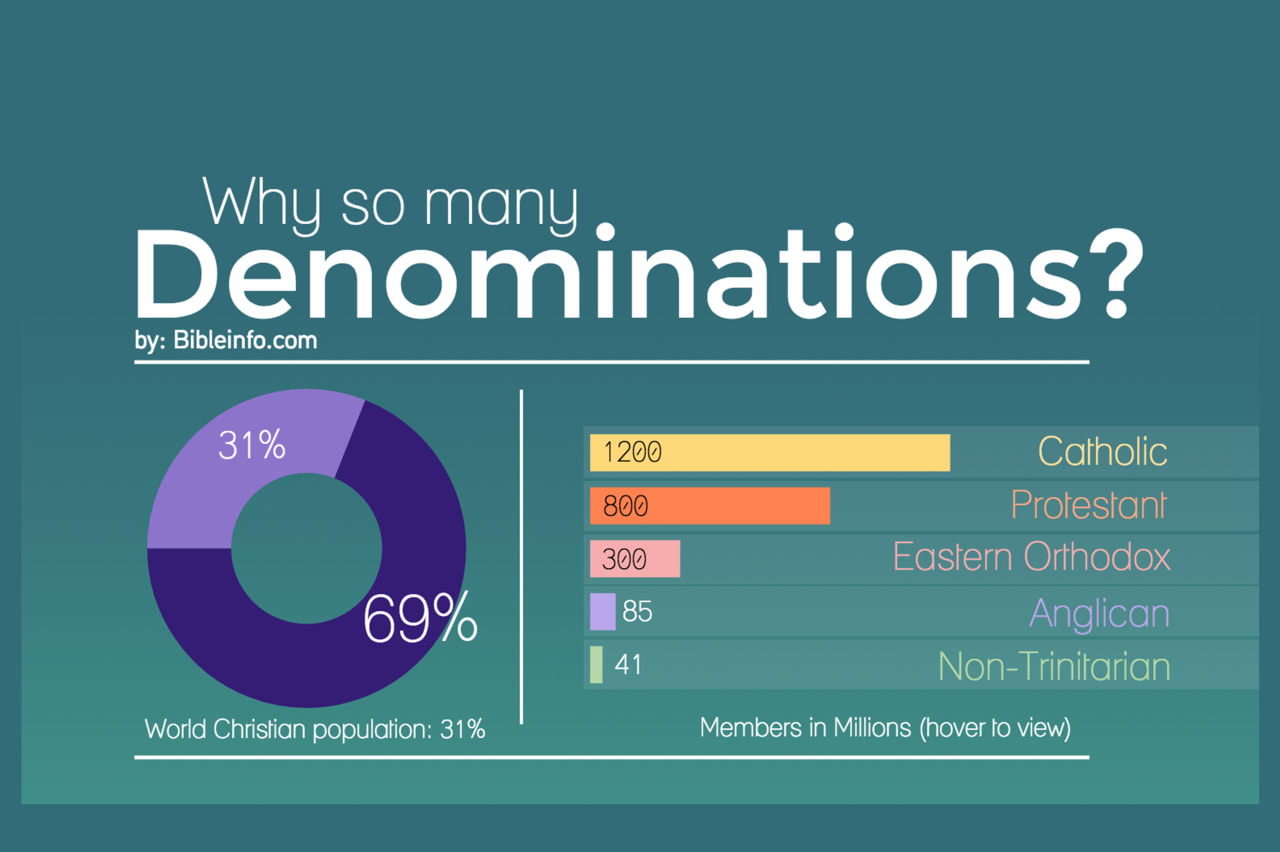 Why so many
Denominations?
by: Bibleinfo.com
31%
69%
World Christian population: 31%
1200 Catholic
800 Protestant
300 Eastern Orthodox
85 Anglican
41 Non-Trinitarian
Members in Millions (hover to view)